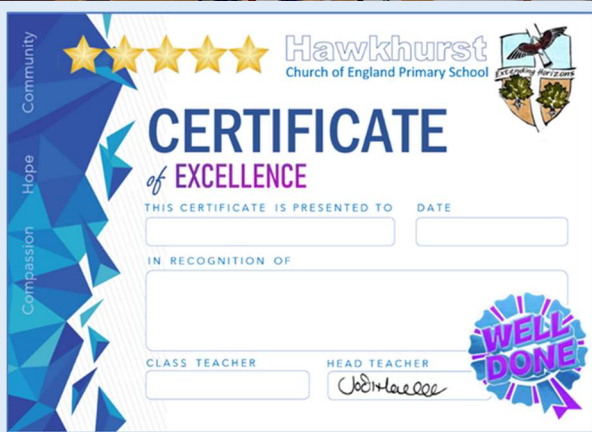 Community
Hope
Compassion
Hawkhurst
Church of England Primary School
Extending Horizons
CERTIFICATE
of EXCELLENCE
THIS CERTIFICATE IS PRESENTED TO
DATE
IN RECOGNITION OF
WELL
DONE
CLASS TEACHER
HEAD TEACHER